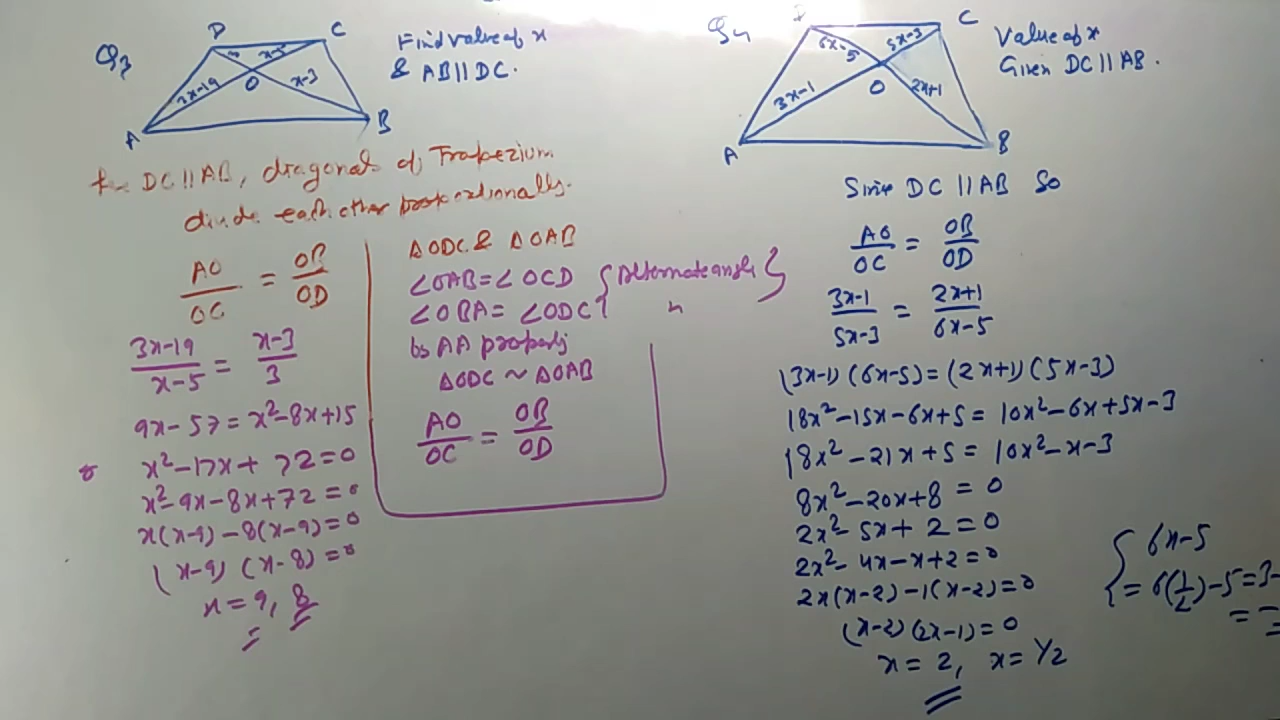 Q3
D
C
x-5
3
O
3x-19
x-3
A
B
Find value of x
& AB || DC.
DC || AB, diagonals of Trapezium
divide each other proportionally.
AO/OC = OB/OD
3x-19/x-5 = x-3/3
9x-57 = x²-8x+15
x²-17x+72=0
x²-9x-8x+72=0
x(x-9)-8(x-9)=0
(x-9) (x-8)=0
x=9, 8
ΔODC & ΔOAB
∠OAB=∠OCD {Alternate angle}
∠OBA=∠ODC { "
by AA property
ΔODC ~ ΔOAB
AO/OC = OB/OD
Q4
C
6x-5
5x-3
O
3x-1
2x+1
A
B
Value of x
Given DC || AB.
Since DC || AB So
AO/OC = OB/OD
3x-1/5x-3 = 2x+1/6x-5
(3x-1)(6x-5)=(2x+1)(5x-3)
18x²-15x-6x+5=10x²-6x+5x-3
18x²-21x+5=10x²-x-3
8x²-20x+8=0
2x²-5x+2=0
2x²-4x-x+2=0
2x(x-2)-1(x-2)=0
(x-2)(2x-1)=0
x=2, x=1/2
{6x-5
=6(1/2)-5=3-